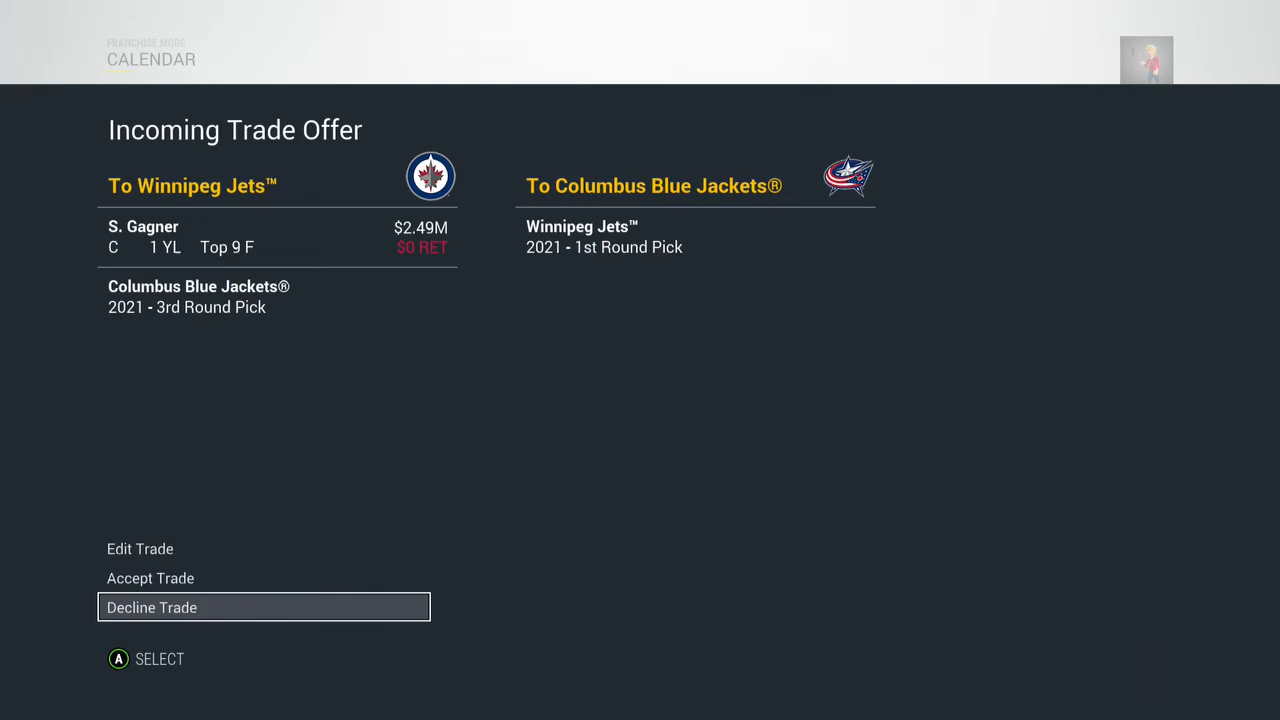 FRANCHISE MODE
CALENDAR
Incoming Trade Offer
To Winnipeg Jets™
S. Gagner $2.49M
C 1 YL Top 9 F $0 RET
Columbus Blue Jackets®
2021 - 3rd Round Pick
To Columbus Blue Jackets®
Winnipeg Jets™
2021 - 1st Round Pick
Edit Trade
Accept Trade
Decline Trade
A SELECT